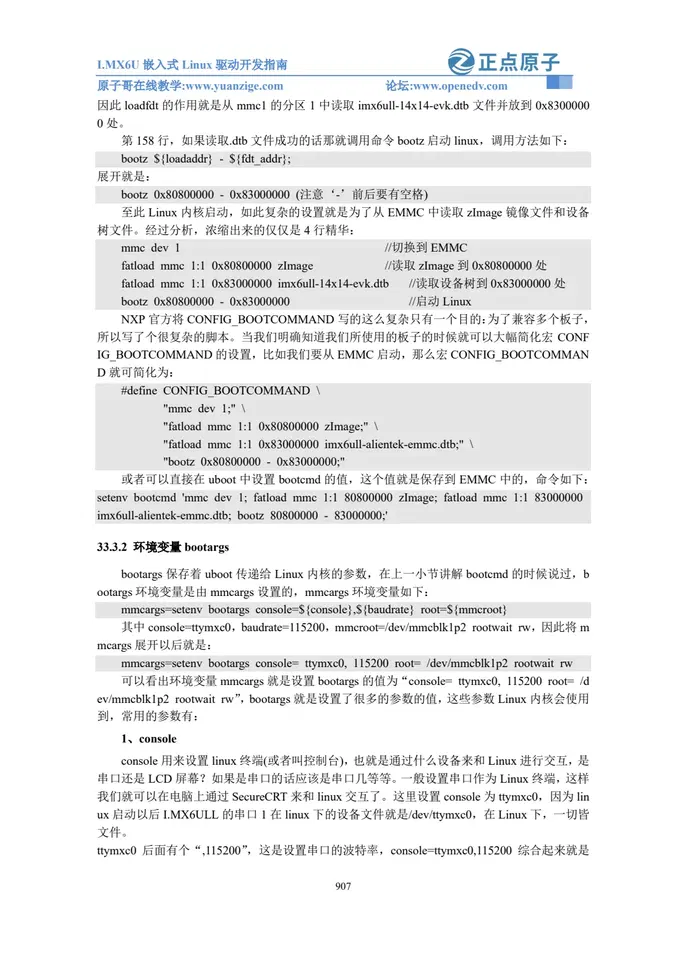 I.MX6U 嵌入式 Linux 驱动开发指南
正点原子
原子哥在线教学:www.yuanzige.com 论坛:www.openedv.com
因此 loadfdt 的作用就是从 mmc1 的分区 1 中读取 imx6ull-14x14-evk.dtb 文件并放到 0x8300000
0 处。
第 158 行，如果读取.dtb 文件成功的话那就调用命令 bootz 启动 linux，调用方法如下：
bootz ${loadaddr} - ${fdt_addr};
展开就是：
bootz 0x80800000 - 0x83000000 (注意‘-’前后要有空格)
至此 Linux 内核启动，如此复杂的设置就是为了从 EMMC 中读取 zImage 镜像文件和设备
树文件。经过分析，浓缩出来的仅仅是 4 行精华：
mmc dev 1 //切换到 EMMC
fatload mmc 1:1 0x80800000 zImage //读取 zImage 到 0x80800000 处
fatload mmc 1:1 0x83000000 imx6ull-14x14-evk.dtb //读取设备树到 0x83000000 处
bootz 0x80800000 - 0x83000000 //启动 Linux
NXP 官方将 CONFIG_BOOTCOMMAND 写的这么复杂只有一个目的：为了兼容多个板子，
所以写了个很复杂的脚本。当我们明确知道我们所使用的板子的时候就可以大幅简化宏 CONF
IG_BOOTCOMMAND 的设置，比如我们要从 EMMC 启动，那么宏 CONFIG_BOOTCOMMAN
D 就可简化为：
#define CONFIG_BOOTCOMMAND \
"mmc dev 1;" \
"fatload mmc 1:1 0x80800000 zImage;" \
"fatload mmc 1:1 0x83000000 imx6ull-alientek-emmc.dtb;" \
"bootz 0x80800000 - 0x83000000;"
或者可以直接在 uboot 中设置 bootcmd 的值，这个值就是保存到 EMMC 中的，命令如下：
setenv bootcmd 'mmc dev 1; fatload mmc 1:1 80800000 zImage; fatload mmc 1:1 83000000
imx6ull-alientek-emmc.dtb; bootz 80800000 - 83000000;'
33.3.2 环境变量 bootargs
bootargs 保存着 uboot 传递给 Linux 内核的参数，在上一小节讲解 bootcmd 的时候说过，b
ootargs 环境变量是由 mmcargs 设置的，mmcargs 环境变量如下：
mmcargs=setenv bootargs console=${console},${baudrate} root=${mmcroot}
其中 console=ttymxc0，baudrate=115200，mmcroot=/dev/mmcblk1p2 rootwait rw，因此将 m
mcargs 展开以后就是：
mmcargs=setenv bootargs console= ttymxc0, 115200 root= /dev/mmcblk1p2 rootwait rw
可以看出环境变量 mmcargs 就是设置 bootargs 的值为“console= ttymxc0, 115200 root= /d
ev/mmcblk1p2 rootwait rw”，bootargs 就是设置了很多的参数的值，这些参数 Linux 内核会使用
到，常用的参数有：
1、console
console 用来设置 linux 终端(或者叫控制台)，也就是通过什么设备来和 Linux 进行交互，是
串口还是 LCD 屏幕？如果是串口的话应该是串口几等等。一般设置串口作为 Linux 终端，这样
我们就可以在电脑上通过 SecureCRT 来和 linux 交互了。这里设置 console 为 ttymxc0，因为 lin
ux 启动以后 I.MX6ULL 的串口 1 在 linux 下的设备文件就是/dev/ttymxc0，在 Linux 下，一切皆
文件。
ttymxc0 后面有个“,115200”，这是设置串口的波特率，console=ttymxc0,115200 综合起来就是
907